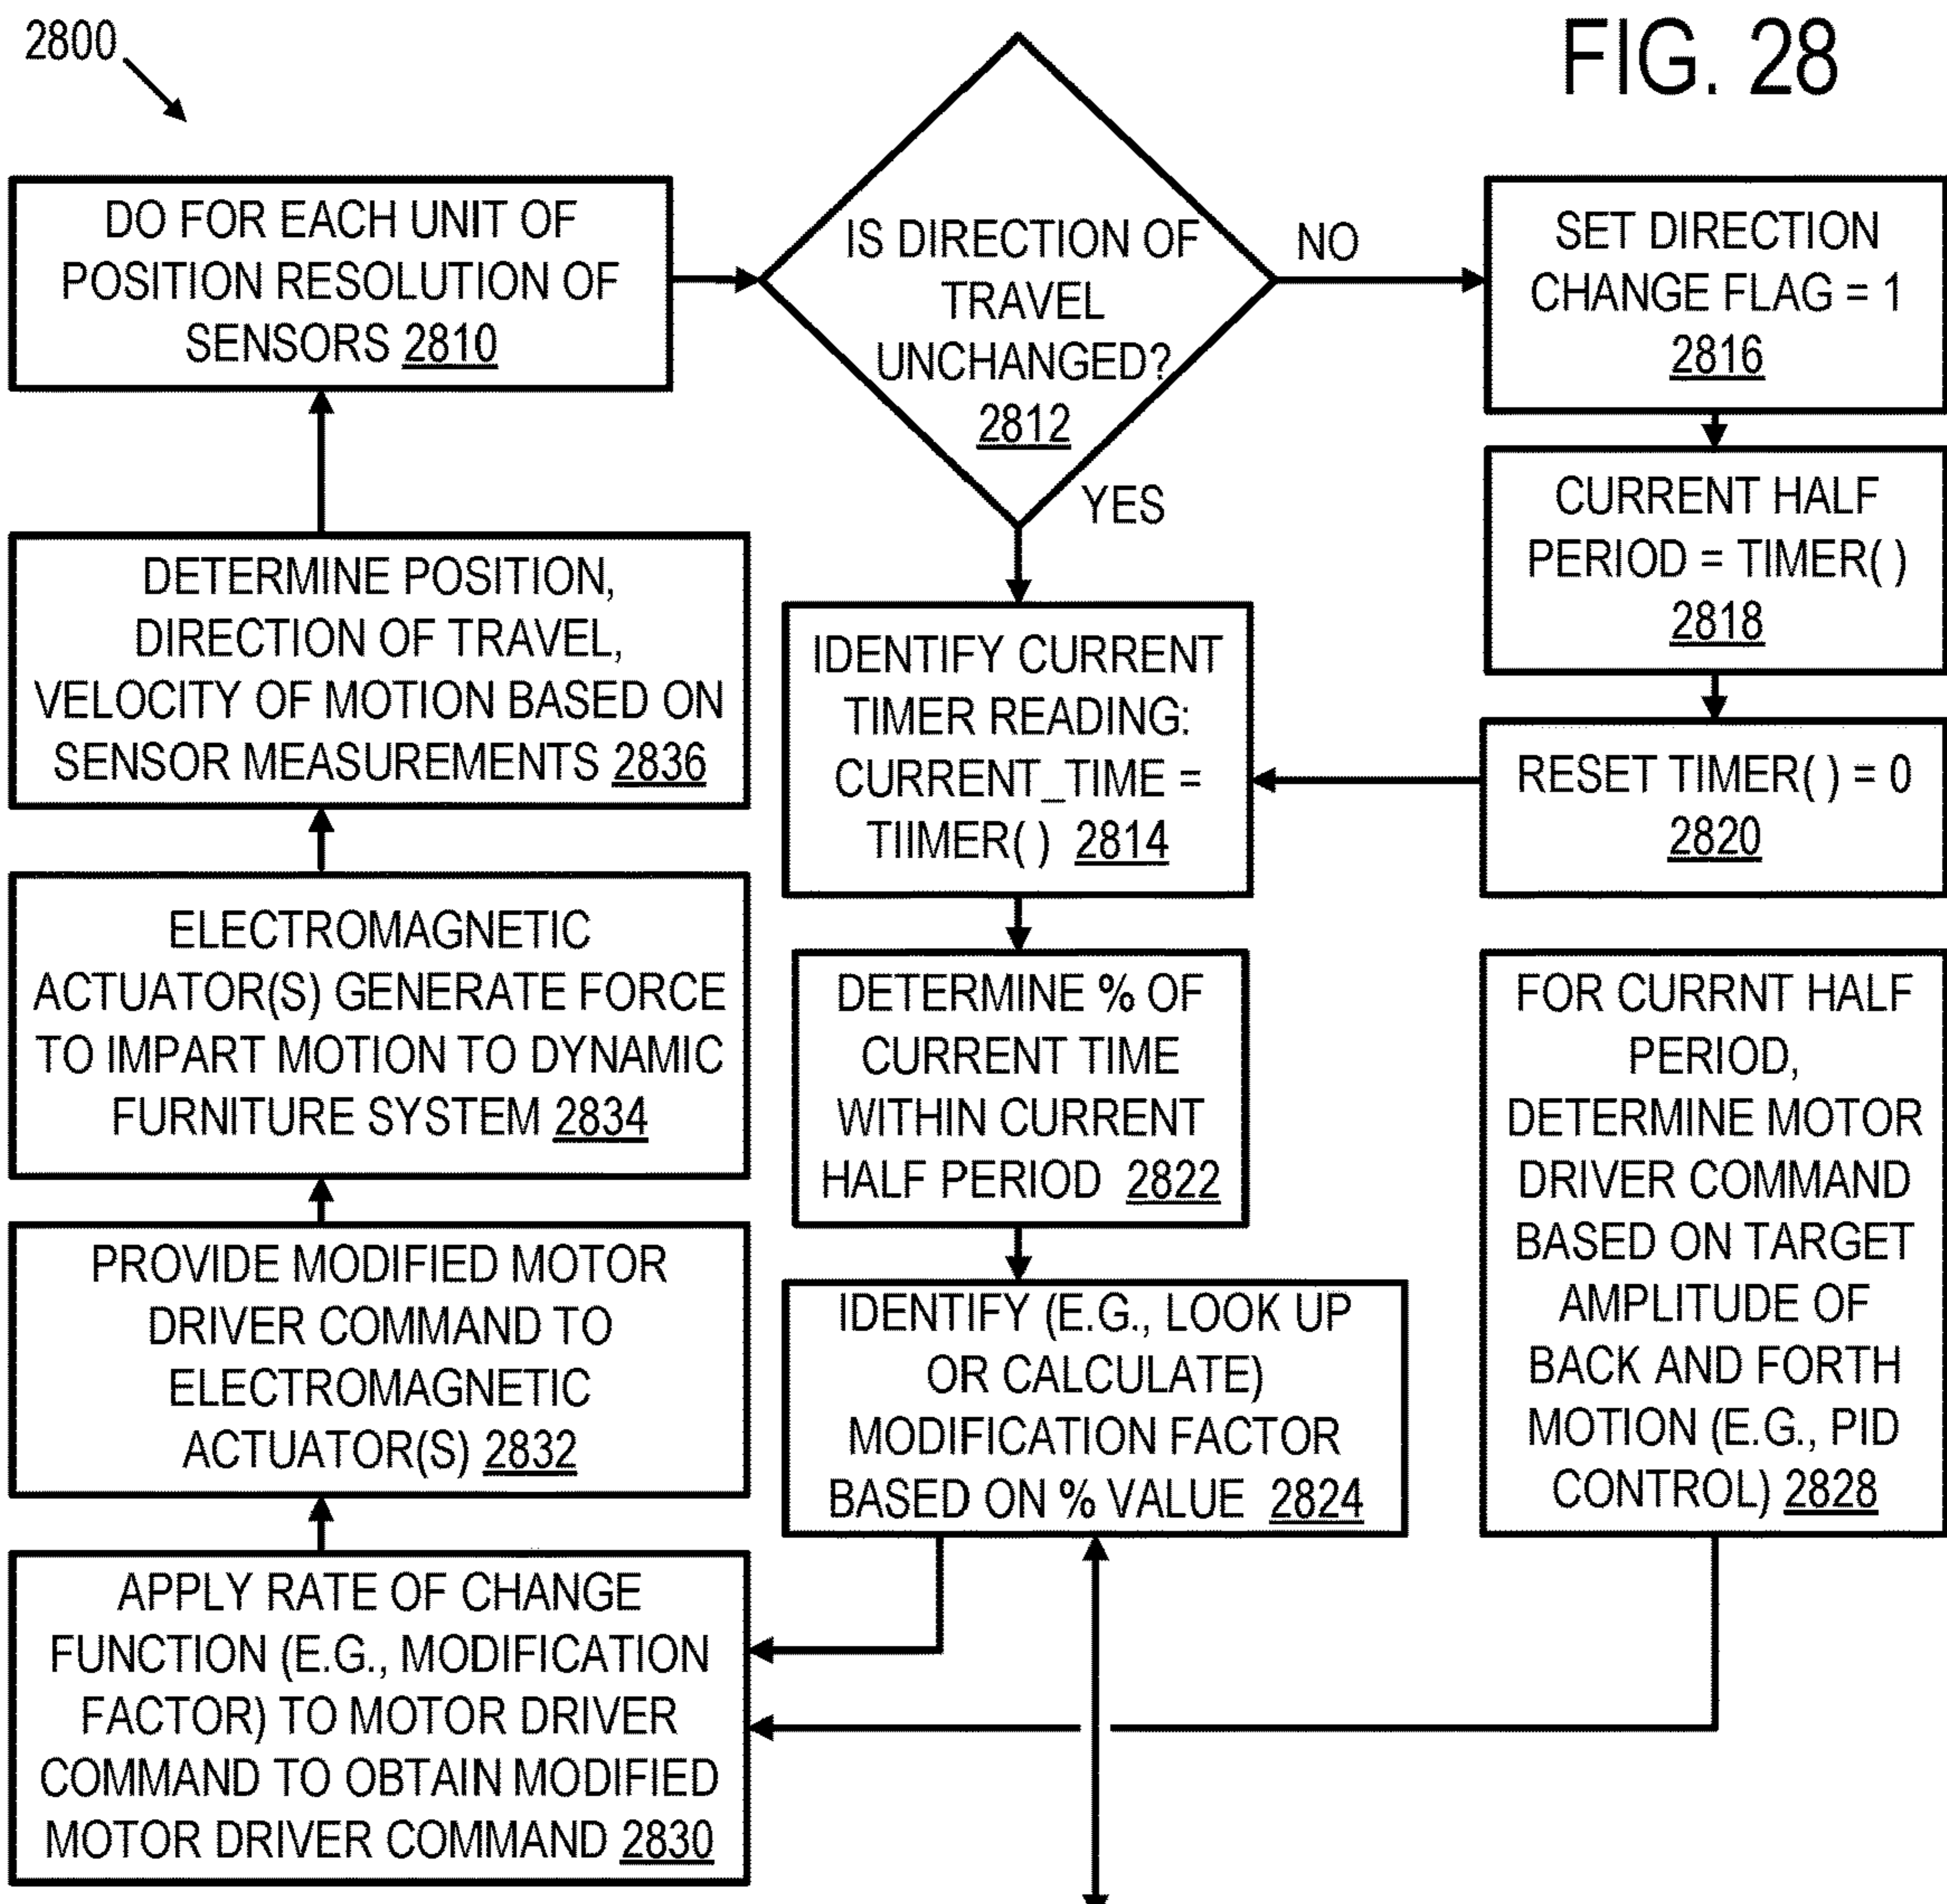 2800
FIG. 28
DO FOR EACH UNIT OF
POSITION RESOLUTION OF
SENSORS 2810
IS DIRECTION OF
TRAVEL
UNCHANGED?
2812
NO
YES
SET DIRECTION
CHANGE FLAG = 1
2816
CURRENT HALF
PERIOD = TIMER( )
2818
RESET TIMER( ) = 0
2820
IDENTIFY CURRENT
TIMER READING:
CURRENT_TIME =
TIIMER( ) 2814
DETERMINE % OF
CURRENT TIME
WITHIN CURRENT
HALF PERIOD 2822
IDENTIFY (E.G., LOOK UP
OR CALCULATE)
MODIFICATION FACTOR
BASED ON % VALUE 2824
FOR CURRNT HALF
PERIOD,
DETERMINE MOTOR
DRIVER COMMAND
BASED ON TARGET
AMPLITUDE OF
BACK AND FORTH
MOTION (E.G., PID
CONTROL) 2828
APPLY RATE OF CHANGE
FUNCTION (E.G., MODIFICATION
FACTOR) TO MOTOR DRIVER
COMMAND TO OBTAIN MODIFIED
MOTOR DRIVER COMMAND 2830
PROVIDE MODIFIED MOTOR
DRIVER COMMAND TO
ELECTROMAGNETIC
ACTUATOR(S) 2832
ELECTROMAGNETIC
ACTUATOR(S) GENERATE FORCE
TO IMPART MOTION TO DYNAMIC
FURNITURE SYSTEM 2834
DETERMINE POSITION,
DIRECTION OF TRAVEL,
VELOCITY OF MOTION BASED ON
SENSOR MEASUREMENTS 2836